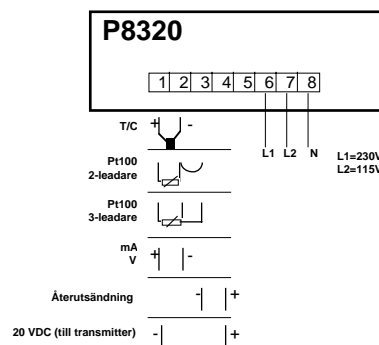 P8320
1 2 3 4 5 6 7 8
T/C + -
L1 L2 N
L1=230V
L2=115V
Pt100
2-leadare
Pt100
3-leadare
mA
V + -
Återutsändning - +
20 VDC (till transmitter) - +